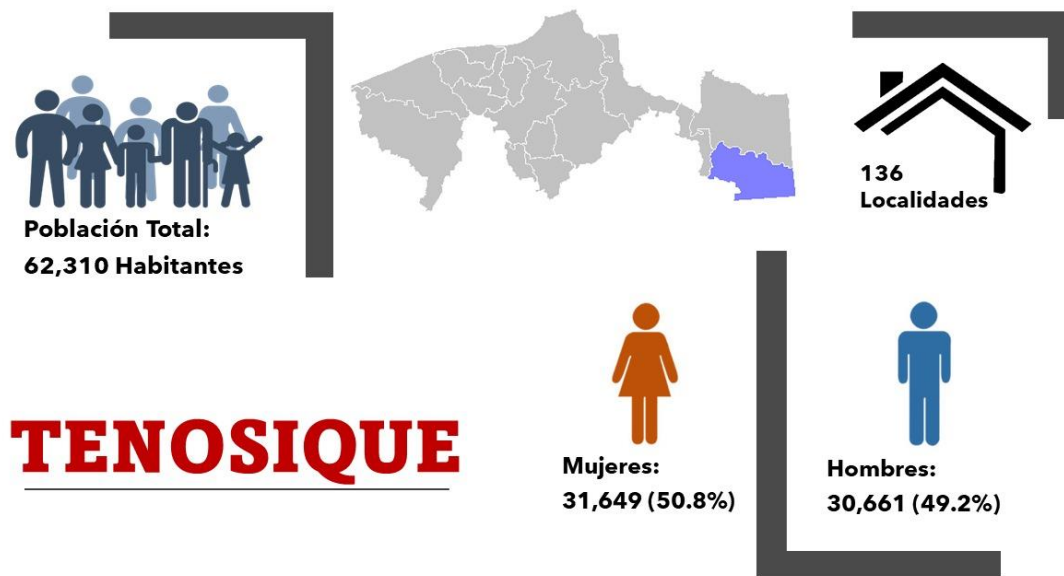 Población Total:
62,310 Habitantes
136
Localidades
TENOSIQUE
Mujeres:
31,649 (50.8%)
Hombres:
30,661 (49.2%)